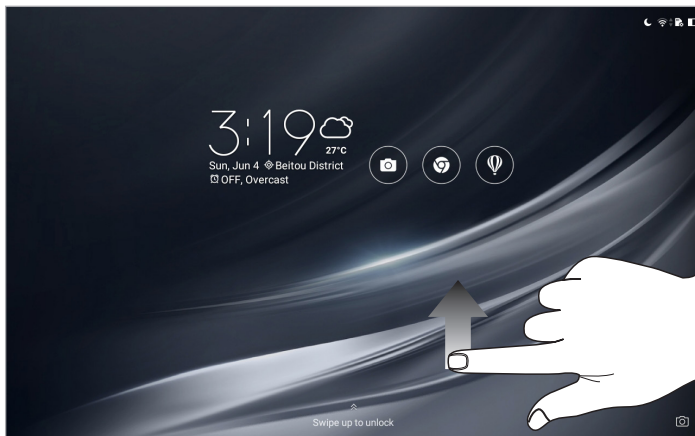 3:19
27°C
Sun, Jun 4 Beitou District
OFF, Overcast
Swipe up to unlock